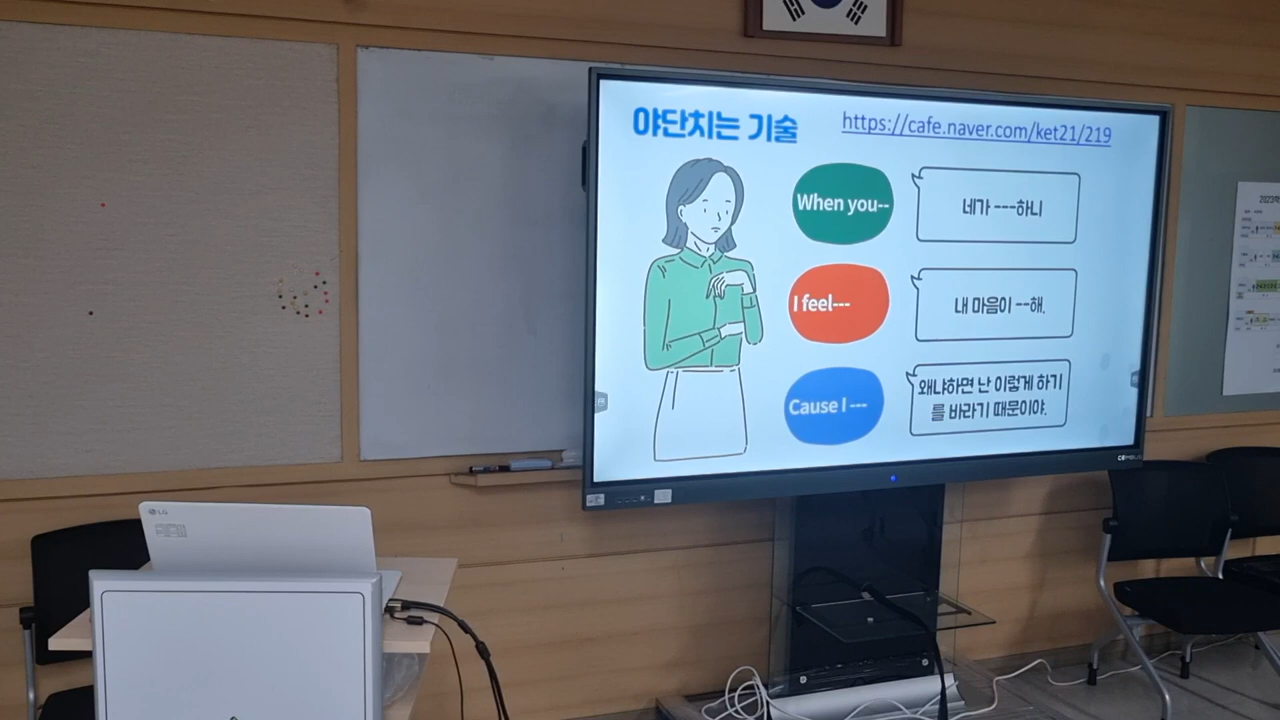 야단치는 기술
https://cafe.naver.com/ket21/219
When you--
네가 ---하니
I feel---
내 마음이 --해.
Cause I ---
왜냐하면 난 이렇게 하기
를 바라기 때문이야.
LG